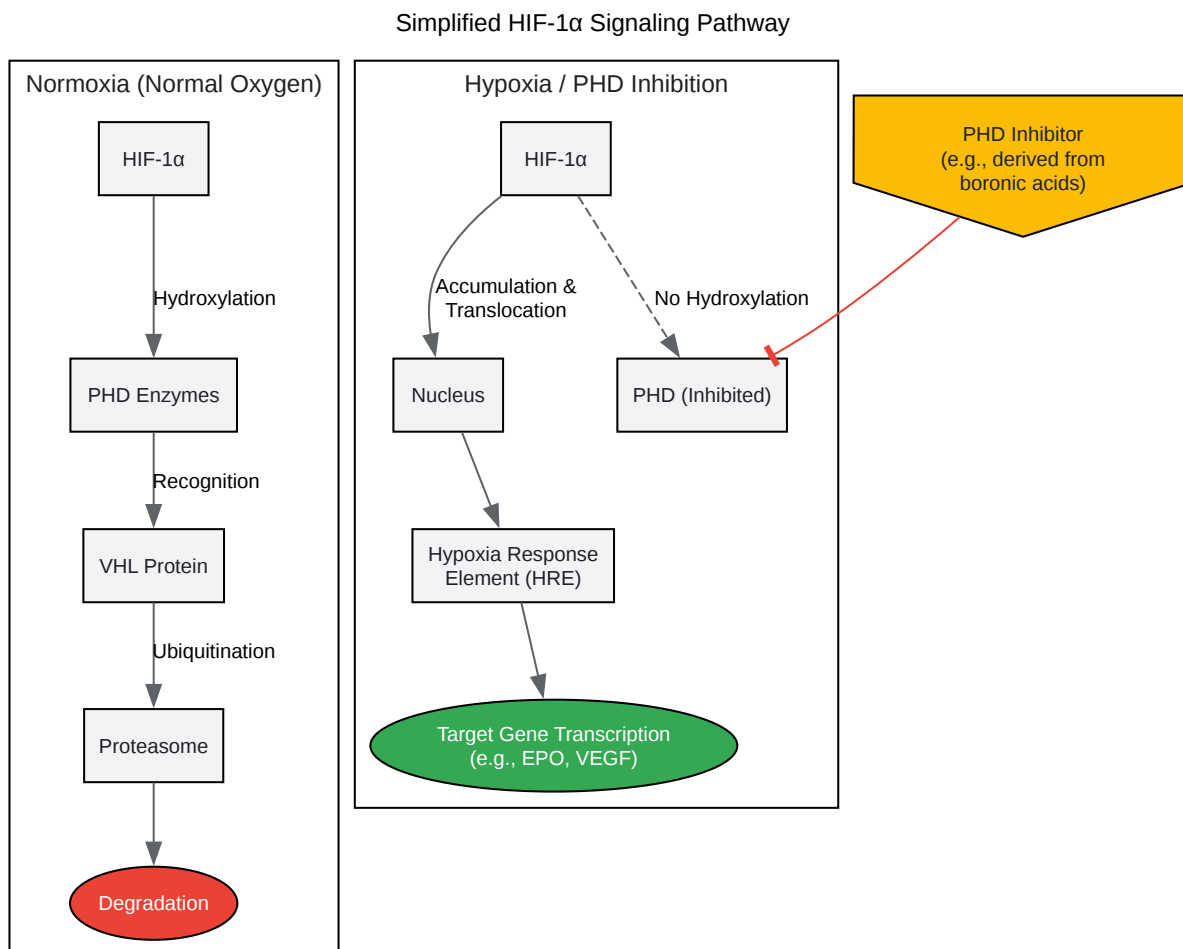 Simplified HIF-1α Signaling Pathway
Normoxia (Normal Oxygen)
HIF-1α
Hydroxylation
PHD Enzymes
Recognition
VHL Protein
Ubiquitination
Proteasome
Degradation
Hypoxia / PHD Inhibition
HIF-1α
Accumulation &
Translocation
No Hydroxylation
Nucleus
PHD (Inhibited)
Hypoxia Response
Element (HRE)
Target Gene Transcription
(e.g., EPO, VEGF)
PHD Inhibitor
(e.g., derived from
boronic acids)